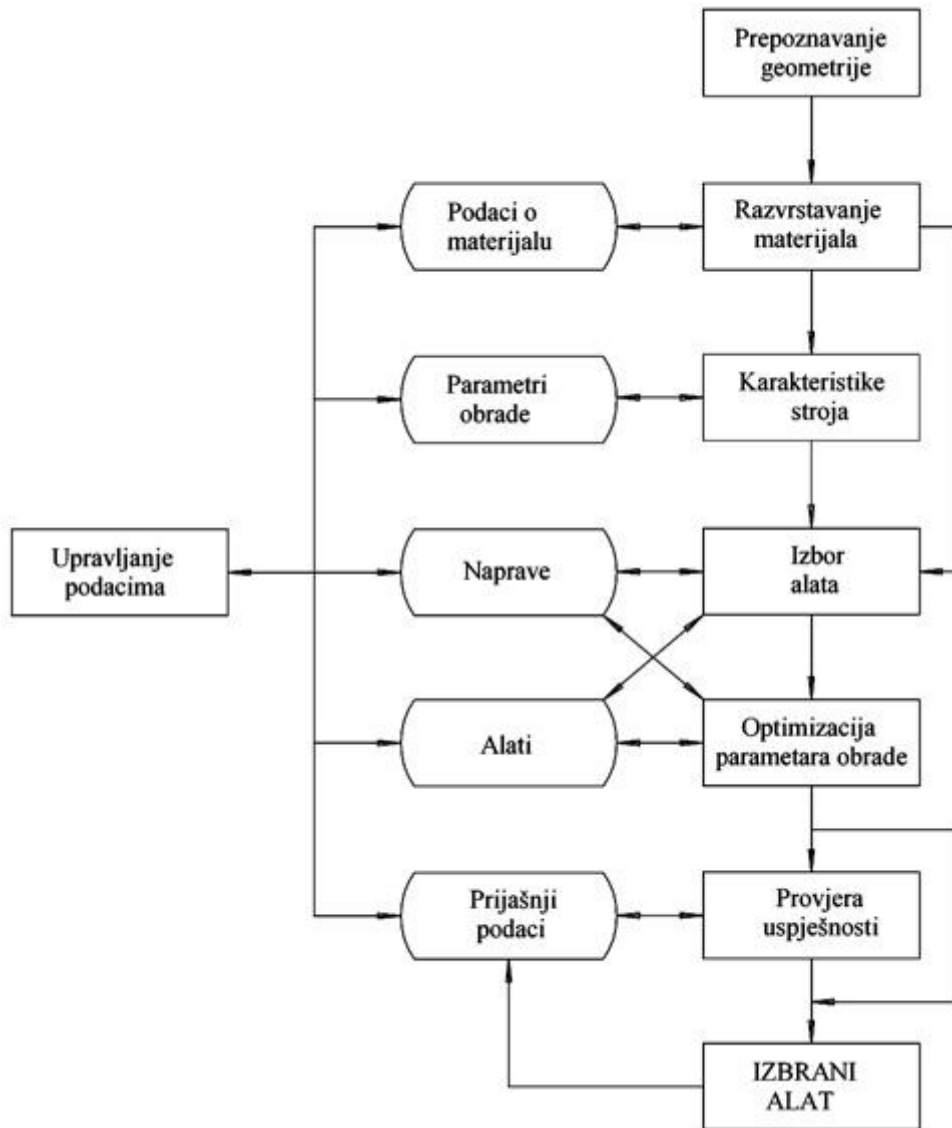 Prepoznavanje
geometrije
Podaci o
materijalu
Razvrstavanje
materijala
Parametri
obrade
Karakteristike
stroja
Upravljanje
podacima
Naprave
Izbor
alata
Alati
Optimizacija
parametara obrade
Prijašnji
podaci
Provjera
uspješnosti
IZBRANI
ALAT